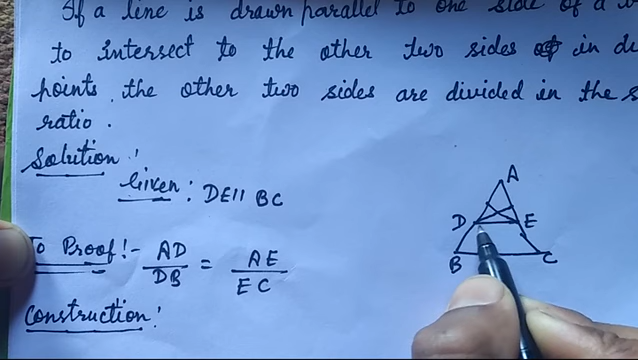 If a line is drawn parallel to one side of a
to intersect to the other two sides in
points, the other two sides are divided in the
ratio.
Solution:
Given: DE || BC
To Proof:- AD/DB = AE/EC
Construction:
A
D E
B C